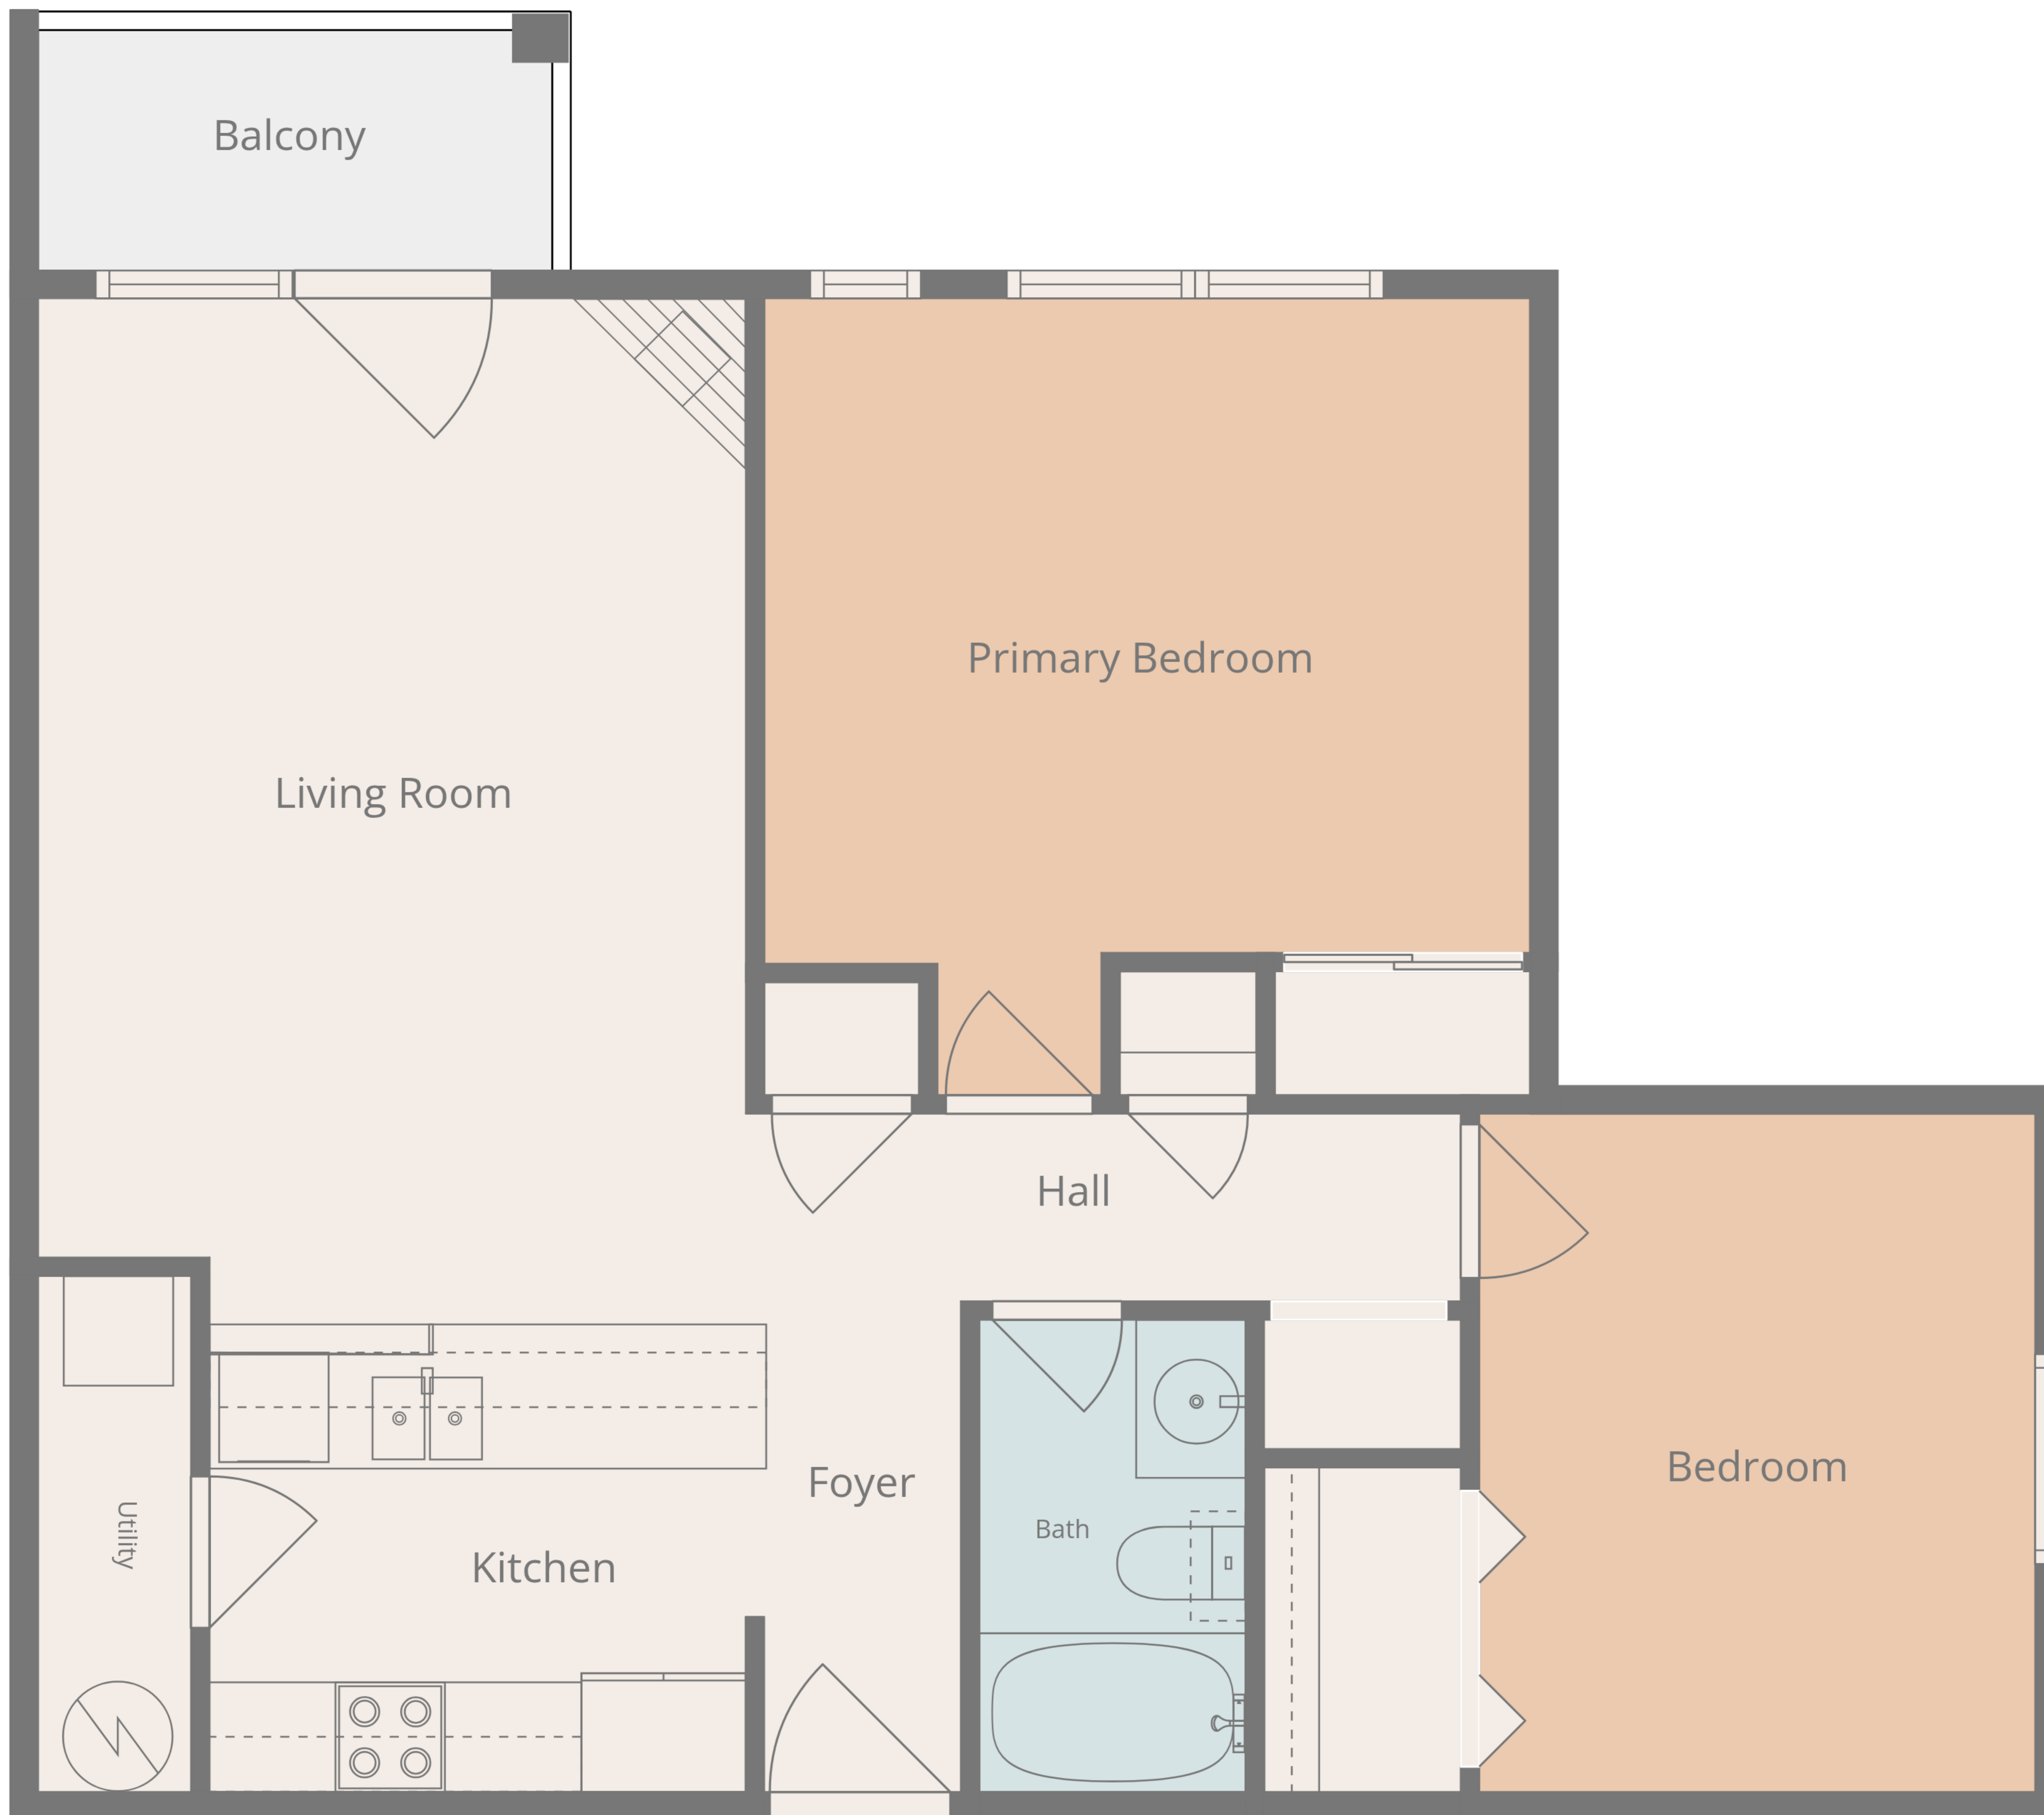 Balcony
Primary Bedroom
Living Room
Hall
Bedroom
Foyer
Utility
Bath
Kitchen